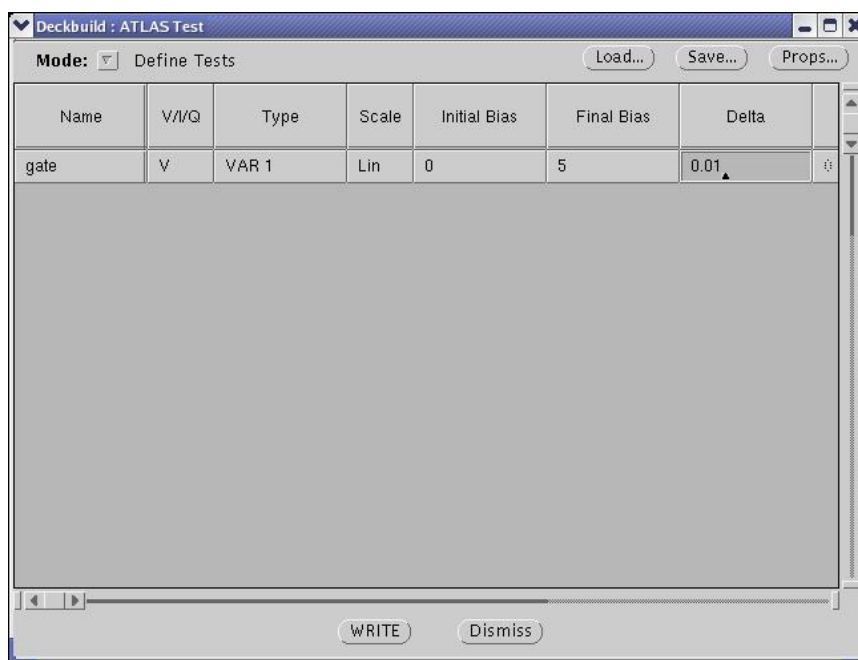 Deckbuild : ATLAS Test
Mode: Define Tests Load... Save... Props...
Name V/I/Q Type Scale Initial Bias Final Bias Delta
gate V VAR 1 Lin 0 5 0.01
WRITE Dismiss